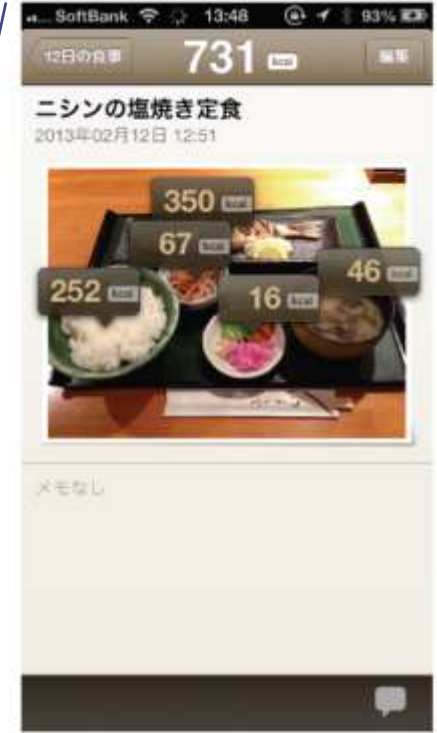 SoftBank 13:48 93%
12日の食事 731 kcal 編集
ニシンの塩焼き定食
2013年02月12日 12:51
350 kcal
67 kcal
46 kcal
252 kcal
16 kcal
メモなし